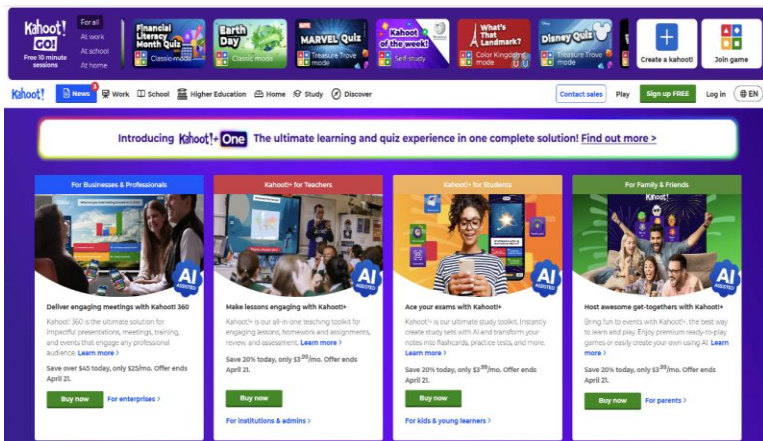 Kahoot!
GO!
Free 10 minute
sessions
For all
At work
At school
At home
Financial
Literacy
Month Quiz
Classic mode
Earth
Day
Classic mode
MARVEL Quiz
Treasure Trove
mode
Kahoot
of the week!
Self-study
What's
That
Landmark?
Color Kingdoms
mode
Disney Quiz
Treasure Trove
mode
Create a kahoot!
Join game
Kahoot!
News
3
Work
School
Higher Education
Home
Study
Discover
Contact sales
Play
Sign up FREE
Log in
EN
Introducing Kahoot!+ One The ultimate learning and quiz experience in one complete solution! Find out more >
For Businesses & Professionals
AI
ASSISTED
Deliver engaging meetings with Kahoot! 360
Kahoot! 360 is the ultimate solution for
impactful presentations, meetings, training,
and events that engage any professional
audience. Learn more >
Save over $45 today, only $25/mo. Offer ends
April 21.
Buy now
For enterprises >
Kahoot!+ for Teachers
AI
ASSISTED
Make lessons engaging with Kahoot!+
Kahoot!+ is our all-in-one teaching toolkit for
engaging lessons, homework and assignments,
review, and assessment. Learn more >
Save 20% today, only $3.99/mo. Offer ends
April 21.
Buy now
For institutions & admins >
Kahoot!+ for Students
AI
ASSISTED
Ace your exams with Kahoot!+
Kahoot!+ is our ultimate study toolkit. Instantly
create study sets with AI and transform your
notes into flashcards, practice tests, and more.
Learn more >
Save 20% today, only $3.99/mo. Offer ends
April 21.
Buy now
For kids & young learners >
For Family & Friends
Kahoot!
AI
ASSISTED
Host awesome get-togethers with Kahoot!+
Bring fun to events with Kahoot!+, the best way
to learn and play. Enjoy premium ready-to-play
games or easily create your own using AI. Learn
more >
Save 20% today, only $3.99/mo. Offer ends
April 21.
Buy now
For parents >